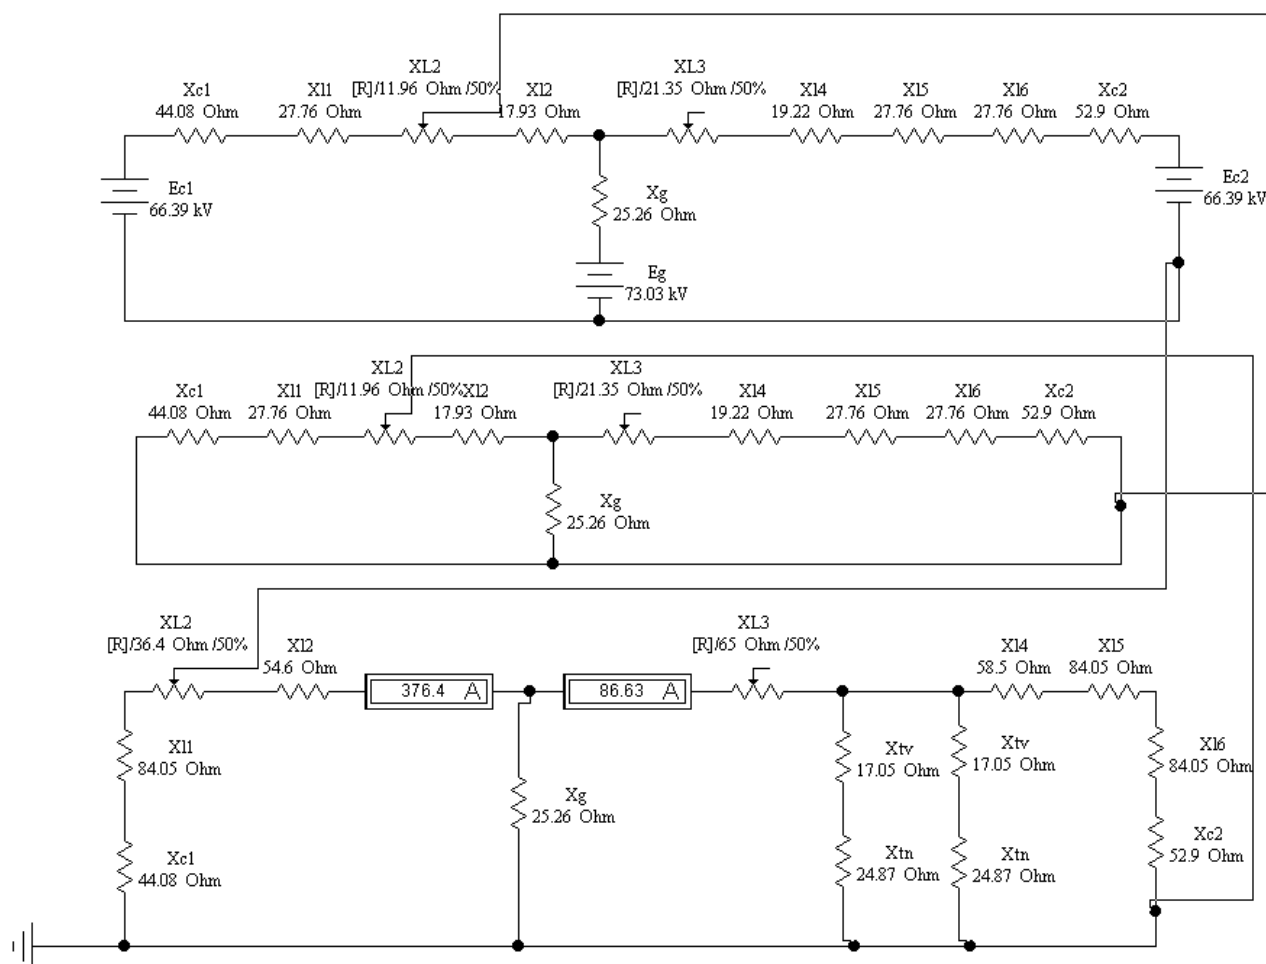 XL2
[R]/11.96 Ohm /50%
XL3
[R]/21.35 Ohm /50%
Xc1
44.08 Ohm
Xl1
27.76 Ohm
Xl2
17.93 Ohm
Xl4
19.22 Ohm
Xl5
27.76 Ohm
Xl6
27.76 Ohm
Xc2
52.9 Ohm
Ec1
66.39 kV
Xg
25.26 Ohm
Ec2
66.39 kV
Eg
73.03 kV
XL2
[R]/11.96 Ohm /50%
XL3
[R]/21.35 Ohm /50%
Xc1
44.08 Ohm
Xl1
27.76 Ohm
Xl2
17.93 Ohm
Xl4
19.22 Ohm
Xl5
27.76 Ohm
Xl6
27.76 Ohm
Xc2
52.9 Ohm
Xg
25.26 Ohm
XL2
[R]/36.4 Ohm /50%
Xl2
54.6 Ohm
XL3
[R]/65 Ohm /50%
Xl4
58.5 Ohm
Xl5
84.05 Ohm
376.4 A
86.63 A
Xl1
84.05 Ohm
Xtv
17.05 Ohm
Xtv
17.05 Ohm
Xl6
84.05 Ohm
Xg
25.26 Ohm
Xc1
44.08 Ohm
Xtn
24.87 Ohm
Xtn
24.87 Ohm
Xc2
52.9 Ohm